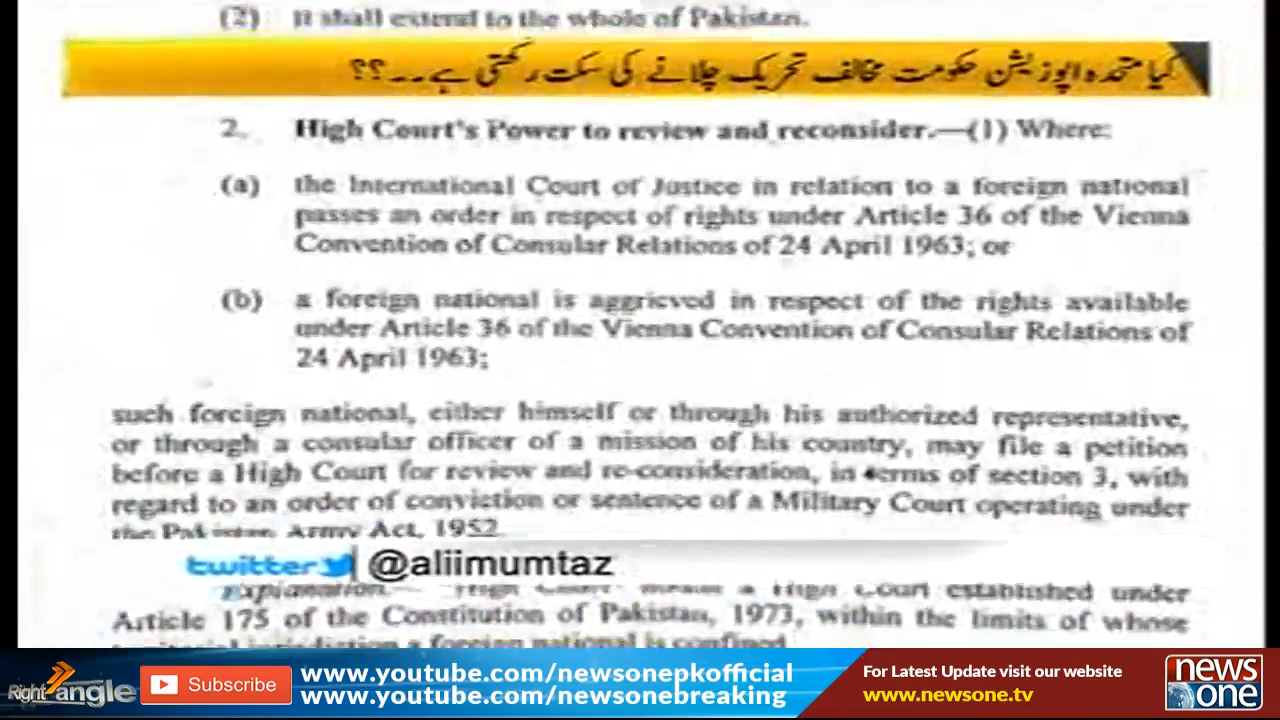 (2) It shall extend to the whole of Pakistan.
کیا متحدہ اپوزیشن حکومت مخالف تحریک چلانے کی سکت رکھتی ہے۔۔؟؟
2. High Court's Power to review and reconsider.—(1) Where:
(a) the International Court of Justice in relation to a foreign national
passes an order in respect of rights under Article 36 of the Vienna
Convention of Consular Relations of 24 April 1963; or
(b) a foreign national is aggrieved in respect of the rights available
under Article 36 of the Vienna Convention of Consular Relations of
24 April 1963;
such foreign national, either himself or through his authorized representative,
or through a consular officer of a mission of his country, may file a petition
before a High Court for review and re-consideration, in terms of section 3, with
regard to an order of conviction or sentence of a Military Court operating under
the Pakistan Army Act, 1952.
twitter @aliimumtaz
Explanation.— "High Court" means a High Court established under
Article 175 of the Constitution of Pakistan, 1973, within the limits of whose
territorial jurisdiction a foreign national is confined
Right angle
Subscribe
www.youtube.com/newsonepkofficial
www.youtube.com/newsonebreaking
For Latest Update visit our website
www.newsone.tv
news
one